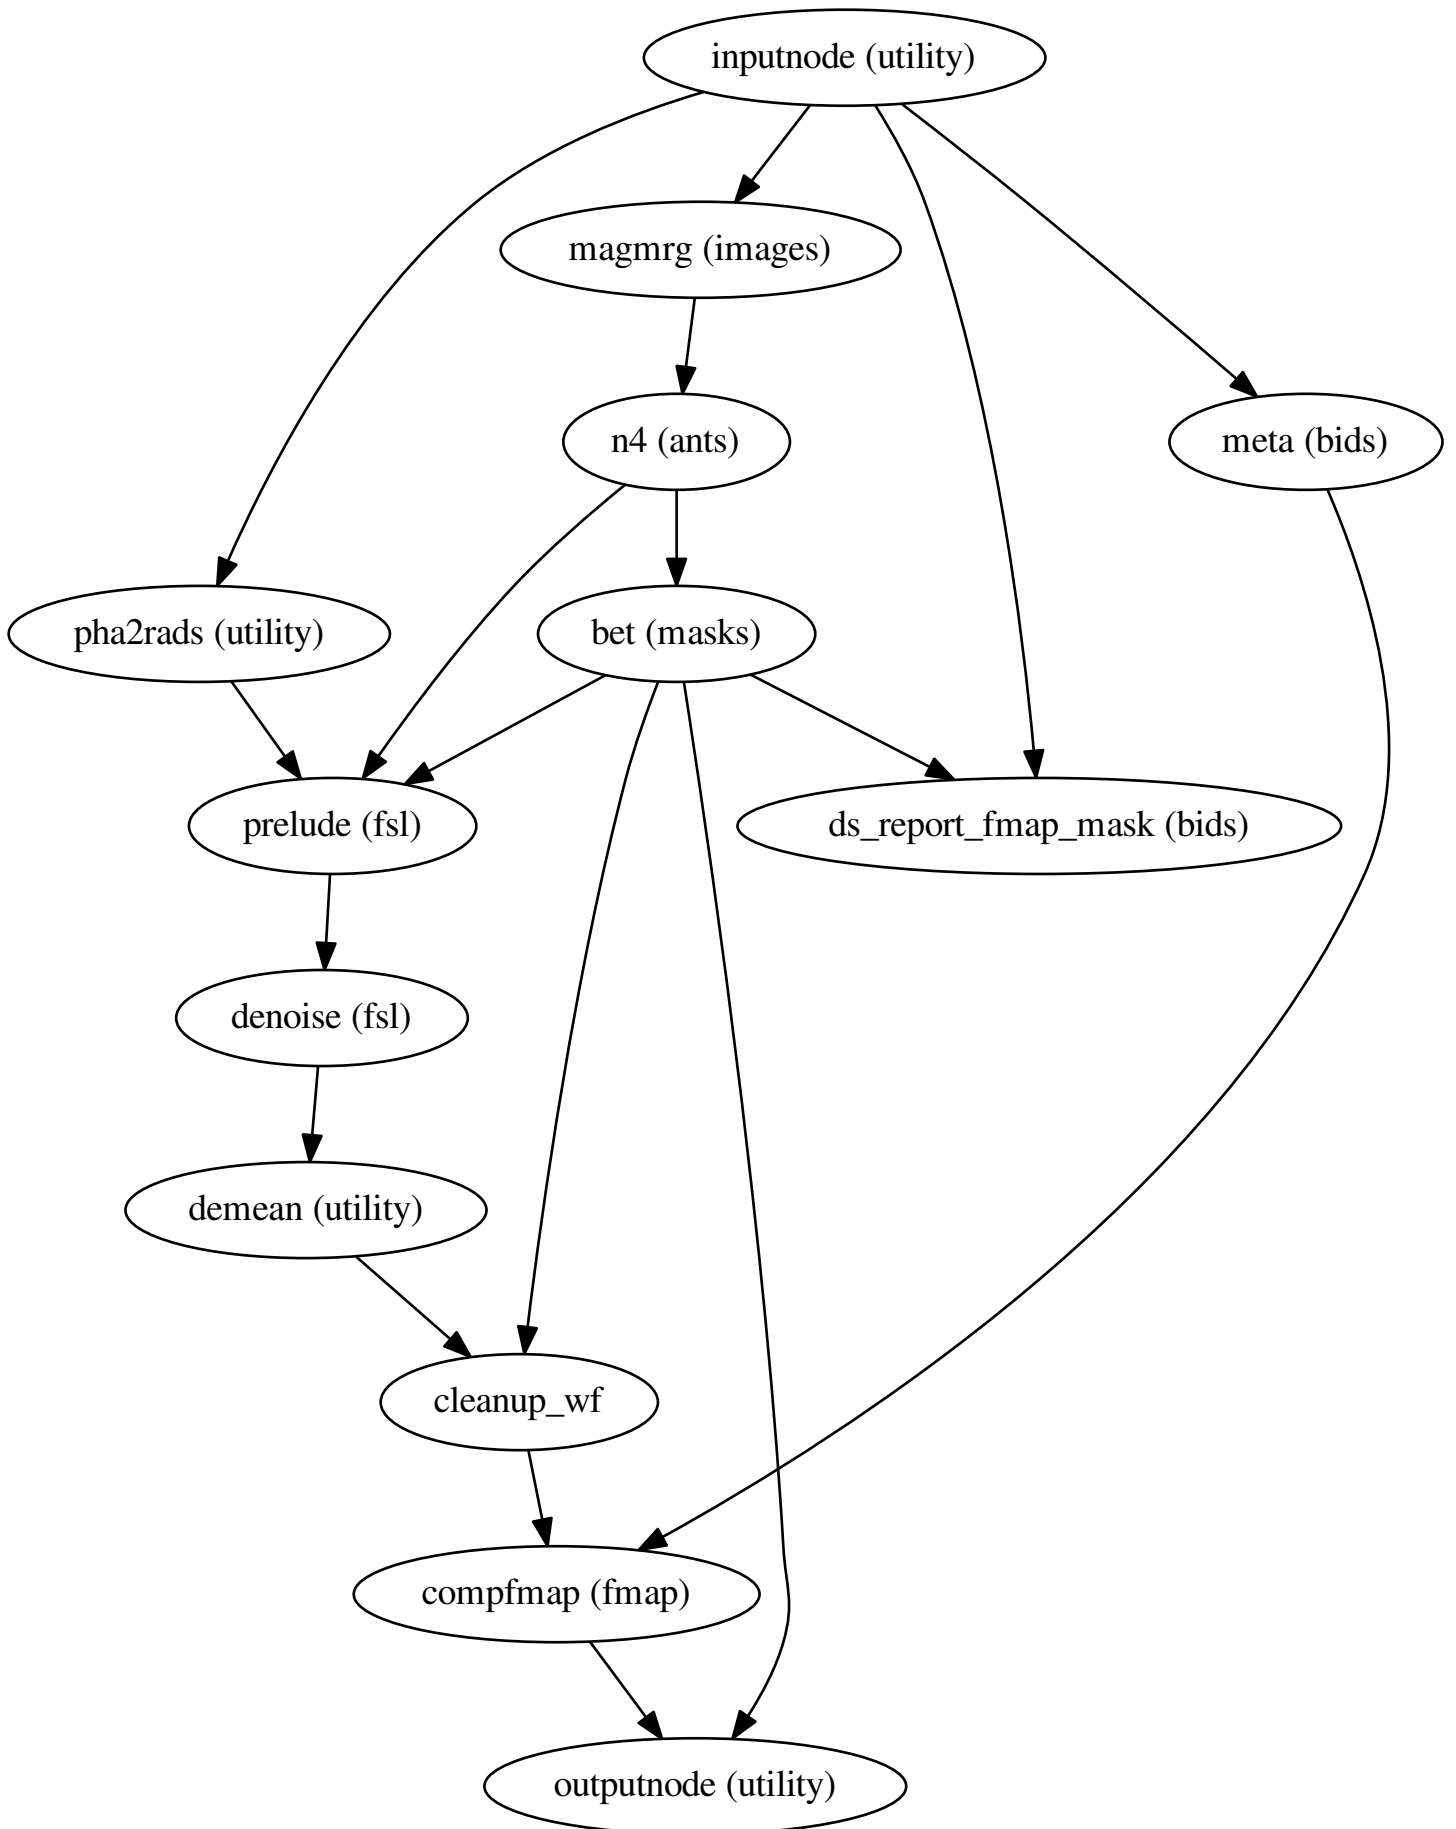 inputnode (utility)
magmrg (images)
n4 (ants)
meta (bids)
pha2rads (utility)
bet (masks)
prelude (fsl)
ds_report_fmap_mask (bids)
denoise (fsl)
demean (utility)
cleanup_wf
compfmap (fmap)
outputnode (utility)